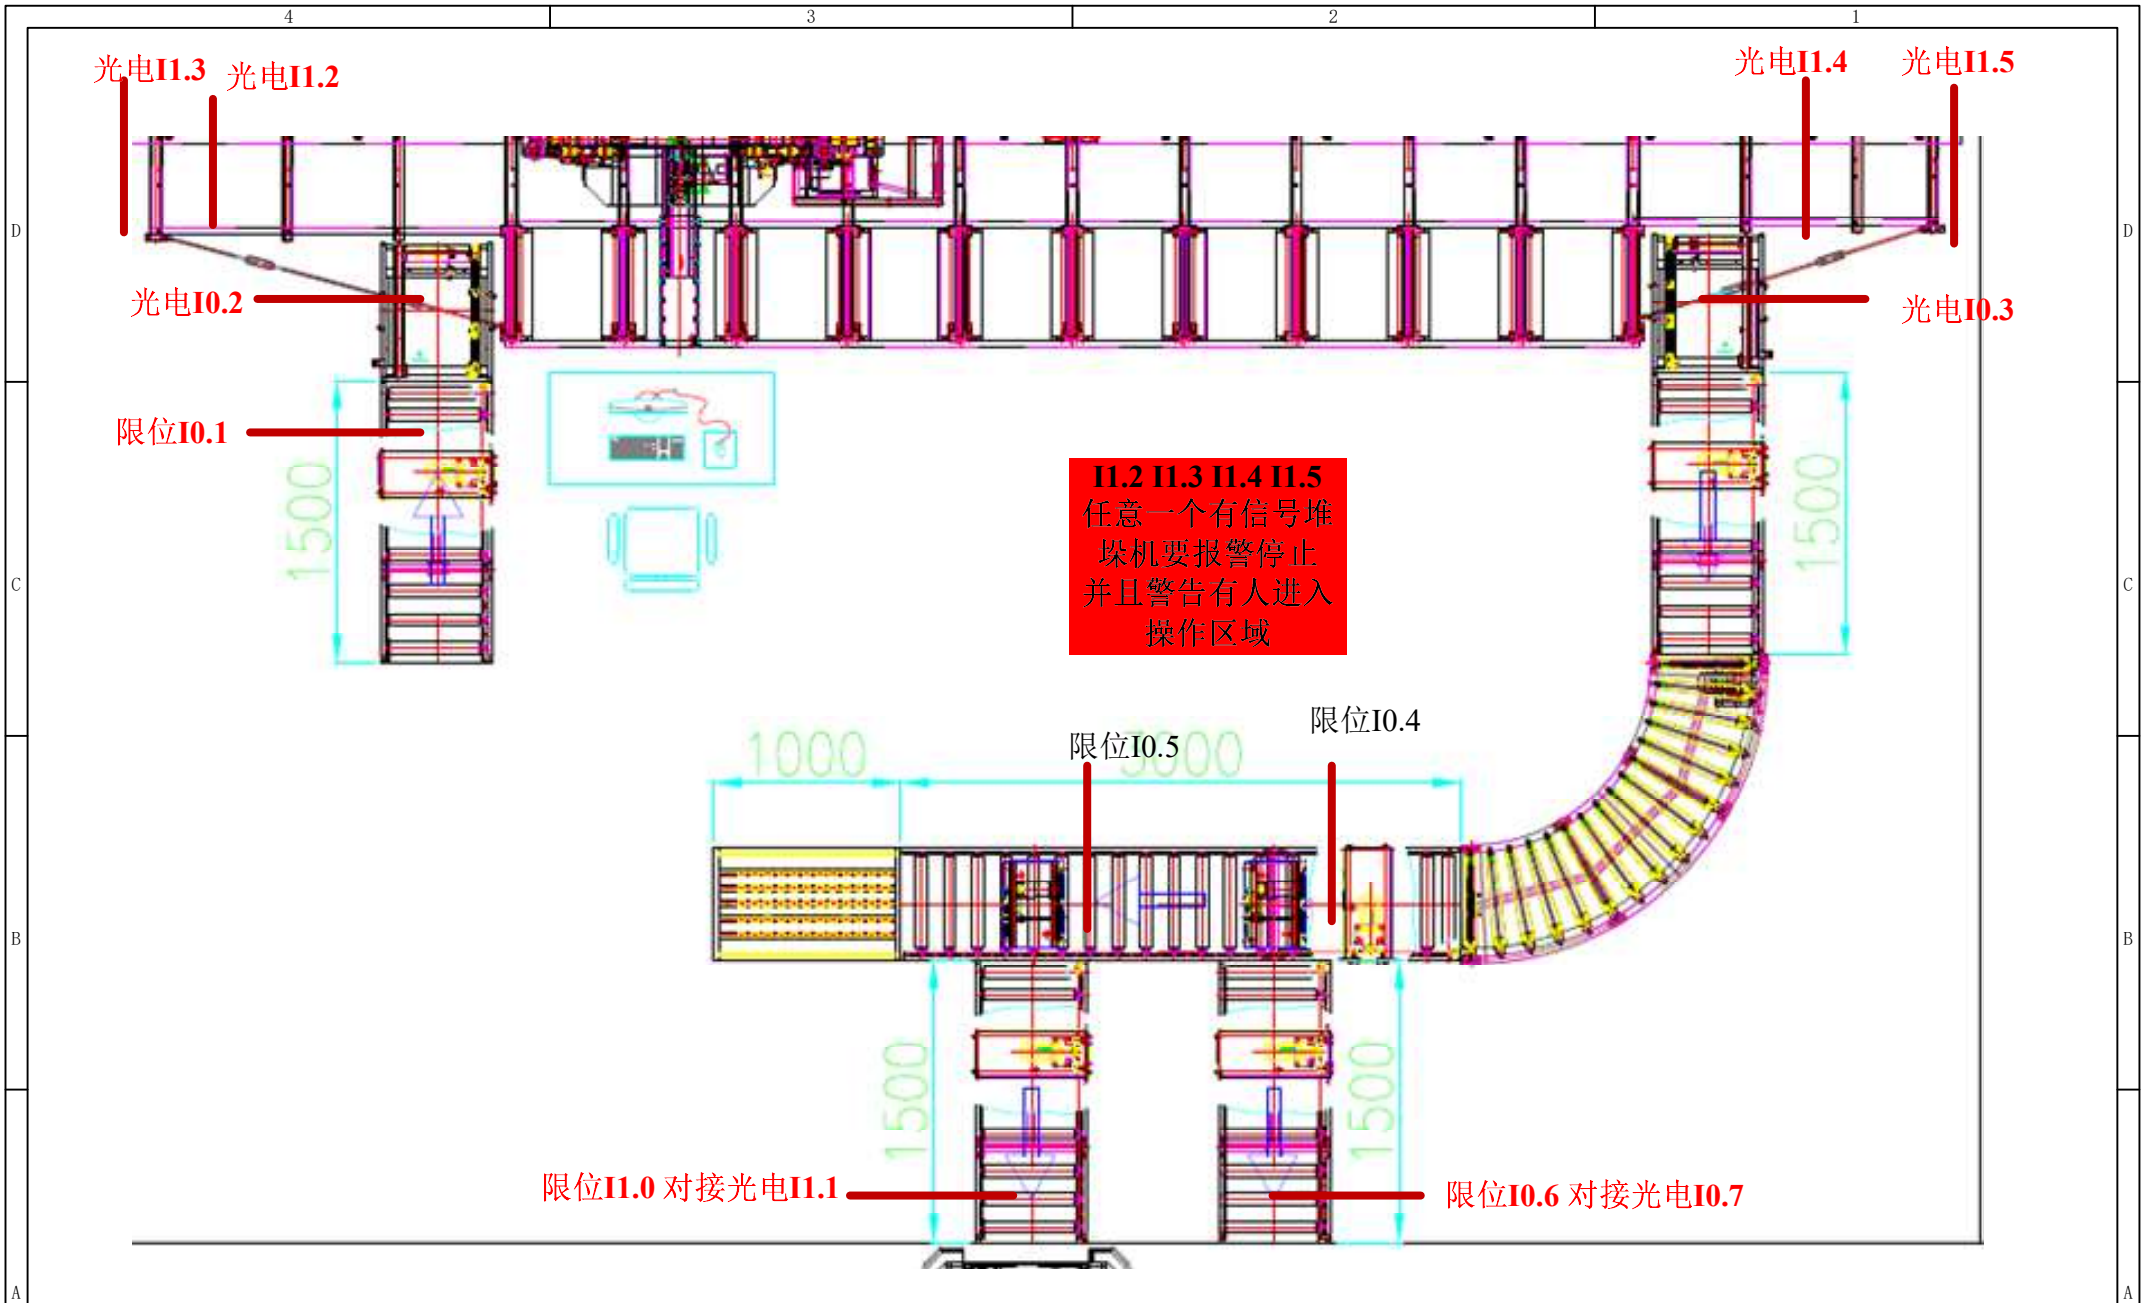 4 3 2 1
光电I1.3 光电I1.2 光电I1.4 光电I1.5
D D
光电I0.2 光电I0.3
限位I0.1
1500 1500
I1.2 I1.3 I1.4 I1.5
任意一个有信号堆
垛机要报警停止
并且警告有人进入
操作区域
C C
限位I0.4
1000 限位I0.5 3000
B B
1500 1500
限位I1.0 对接光电I1.1 限位I0.6 对接光电I0.7
A A